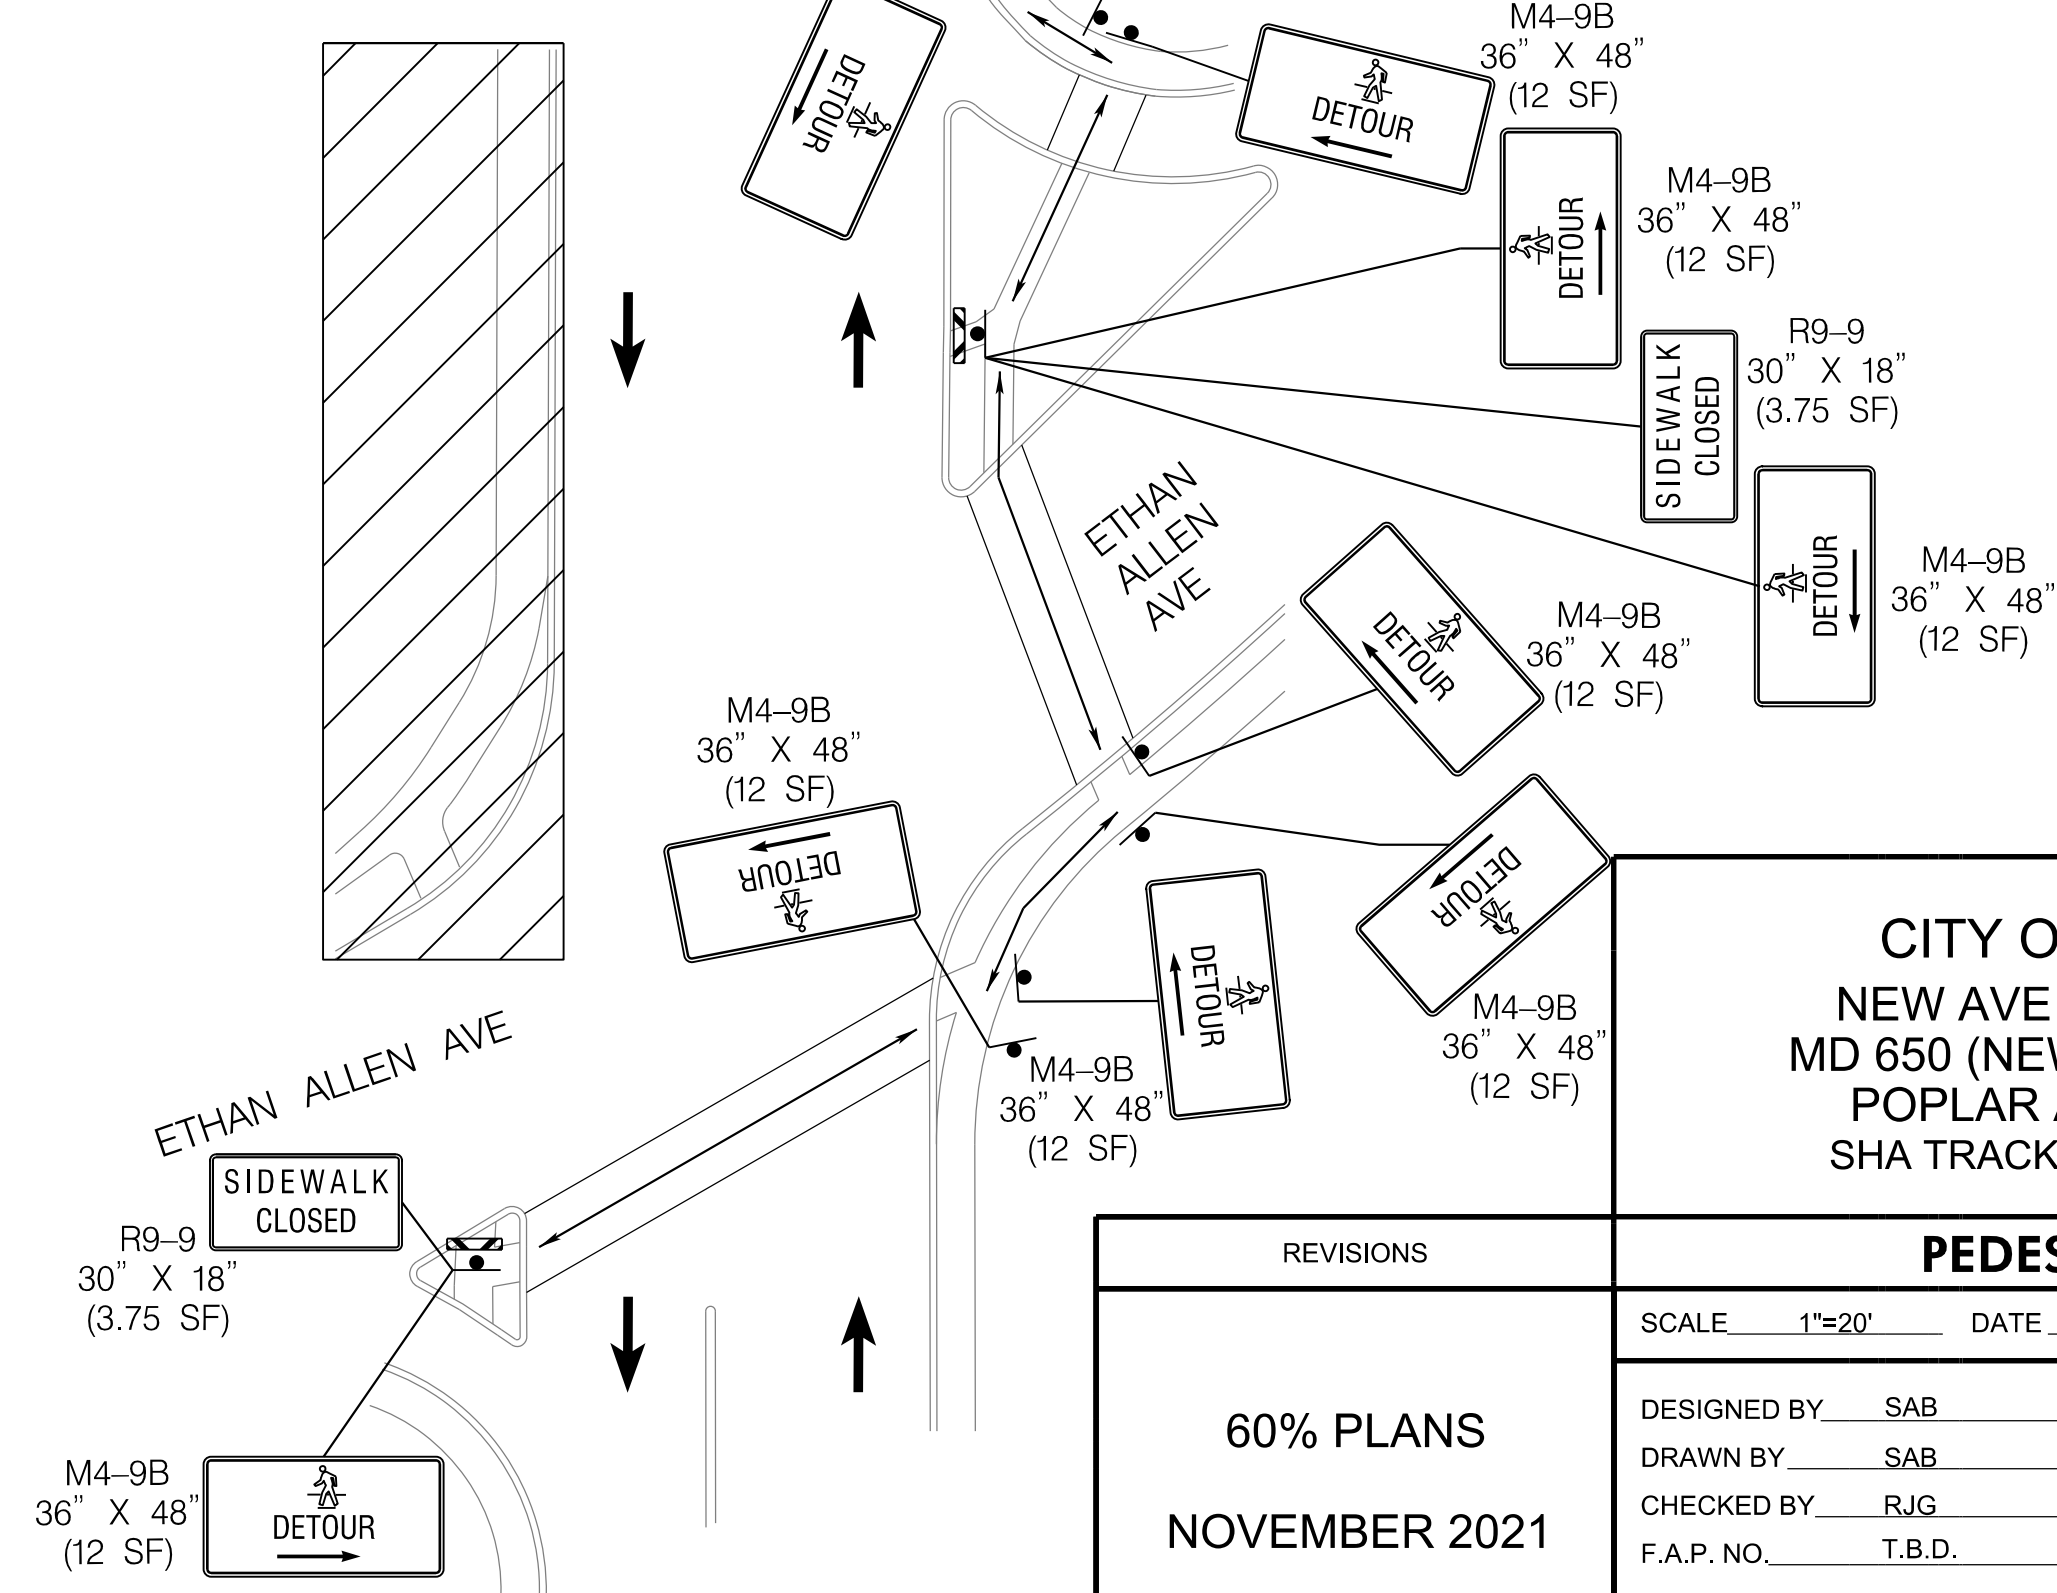 DETOUR
M4–9B
36” X 48”
(12 SF)
DETOUR
M4–9B
36” X 48”
(12 SF)
DETOUR
R9–9
30” X 18”
(3.75 SF)
SIDEWALK
CLOSED
M4–9B
36” X 48”
(12 SF)
DETOUR
ETHAN
ALLEN
AVE
M4–9B
36” X 48”
(12 SF)
DETOUR
M4–9B
36” X 48”
(12 SF)
DETOUR
DETOUR
M4–9B
36” X 48”
(12 SF)
DETOUR
M4–9B
36” X 48”
(12 SF)
ETHAN ALLEN AVE
SIDEWALK
CLOSED
R9–9
30” X 18”
(3.75 SF)
M4–9B
36” X 48”
(12 SF)
DETOUR
CITY O
NEW AVE
MD 650 (NEW
POPLAR
SHA TRACK
REVISIONS
PEDES
SCALE 1"=20' DATE
60% PLANS
NOVEMBER 2021
DESIGNED BY SAB
DRAWN BY SAB
CHECKED BY RJG
F.A.P. NO. T.B.D.